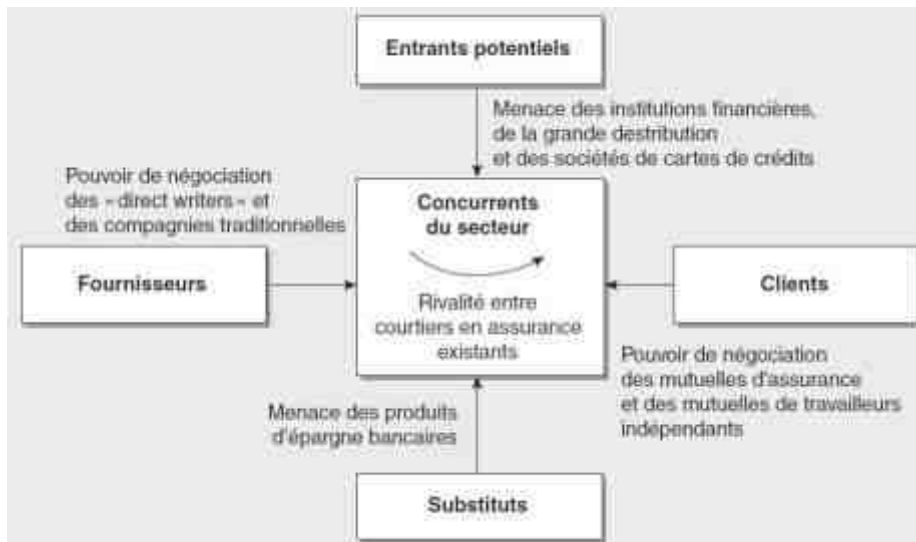 Entrants potentiels
Menace des institutions financières,
de la grande destribution
et des sociétés de cartes de crédits
Pouvoir de négociation
des « direct writers » et
des compagnies traditionnelles
Concurrents
du secteur
Fournisseurs
Clients
Rivalité entre
courtiers en assurance
existants
Pouvoir de négociation
des mutuelles d'assurance
et des mutuelles de travailleurs
indépendants
Menace des produits
d'épargne bancaires
Substituts